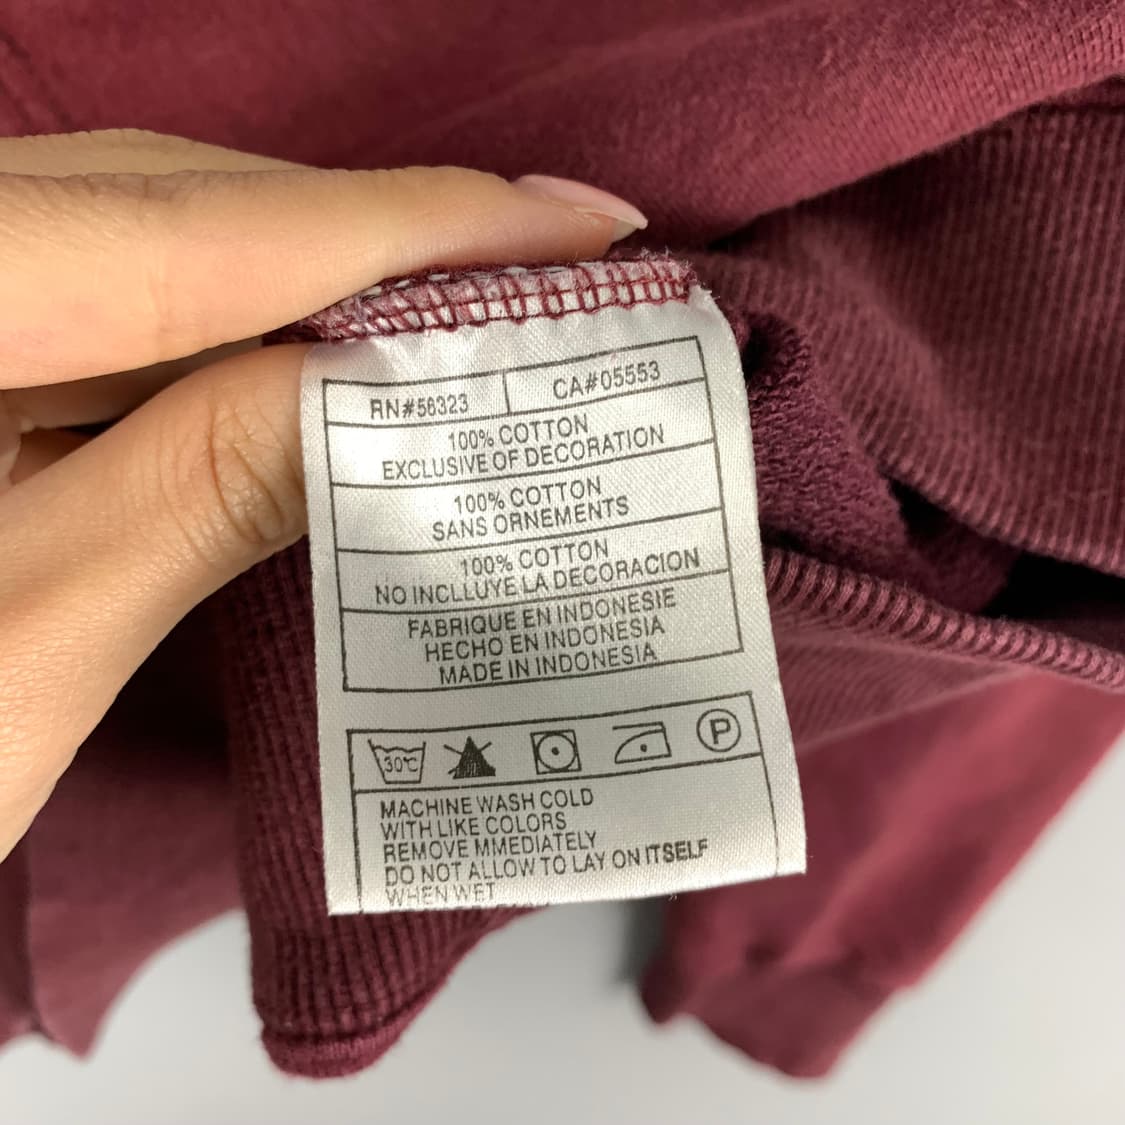 RN#56323
CA#05553
100% COTTON
EXCLUSIVE OF DECORATION
100% COTTON
SANS ORNEMENTS
100% COTTON
NO INCLLUYE LA DECORACION
FABRIQUE EN INDONESIE
HECHO EN INDONESIA
MADE IN INDONESIA
30℃
P
MACHINE WASH COLD
WITH LIKE COLORS
REMOVE MMEDIATELY
DO NOT ALLOW TO LAY ON ITSELF
WHEN WET